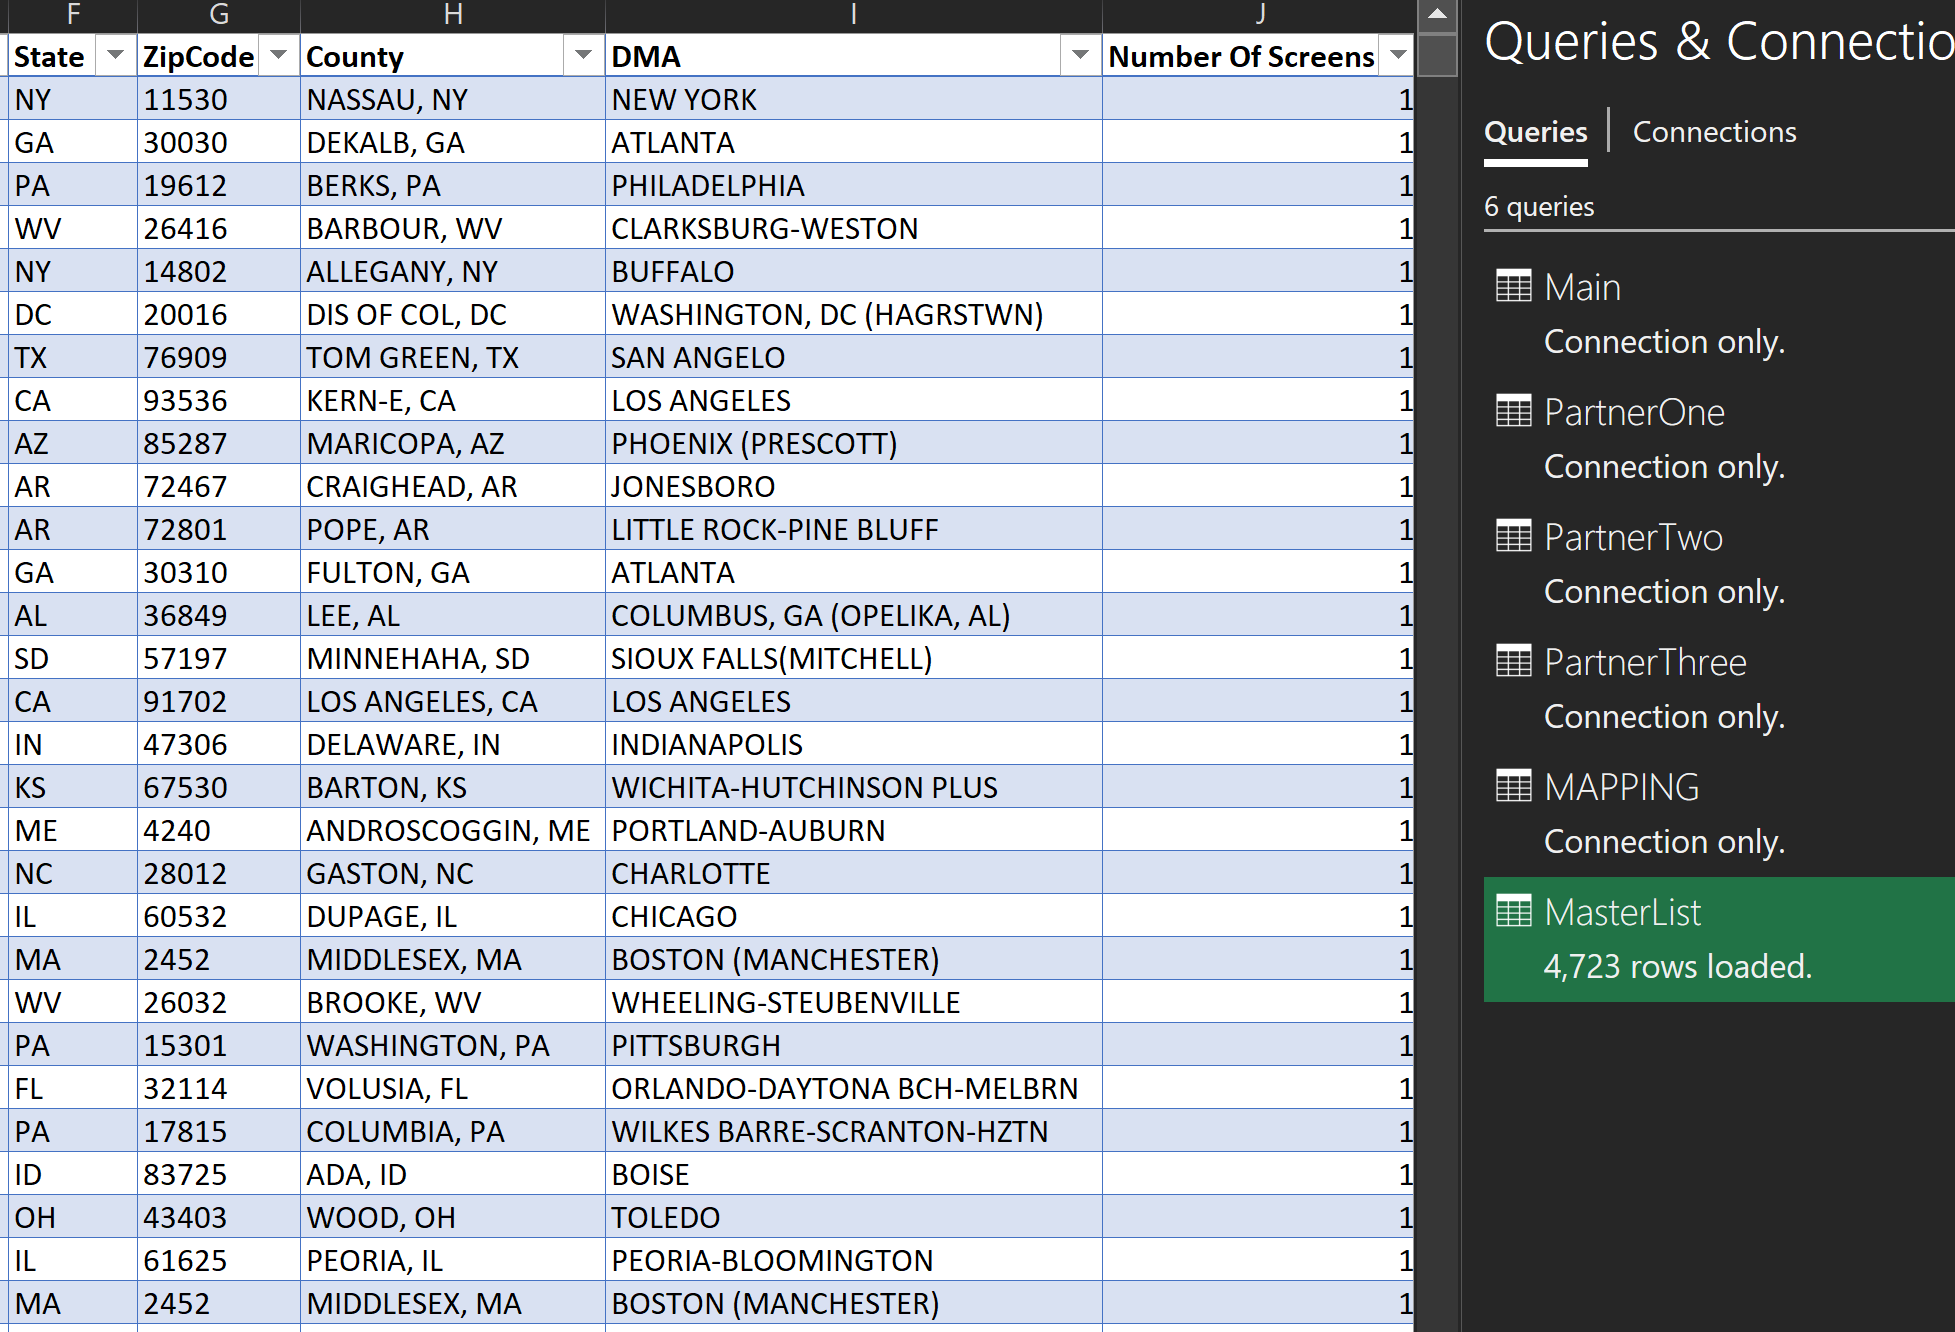 F G H I J
State ZipCode County DMA Number Of Screens
NY 11530 NASSAU, NY NEW YORK 1
GA 30030 DEKALB, GA ATLANTA 1
PA 19612 BERKS, PA PHILADELPHIA 1
WV 26416 BARBOUR, WV CLARKSBURG-WESTON 1
NY 14802 ALLEGANY, NY BUFFALO 1
DC 20016 DIS OF COL, DC WASHINGTON, DC (HAGRSTWN) 1
TX 76909 TOM GREEN, TX SAN ANGELO 1
CA 93536 KERN-E, CA LOS ANGELES 1
AZ 85287 MARICOPA, AZ PHOENIX (PRESCOTT) 1
AR 72467 CRAIGHEAD, AR JONESBORO 1
AR 72801 POPE, AR LITTLE ROCK-PINE BLUFF 1
GA 30310 FULTON, GA ATLANTA 1
AL 36849 LEE, AL COLUMBUS, GA (OPELIKA, AL) 1
SD 57197 MINNEHAHA, SD SIOUX FALLS(MITCHELL) 1
CA 91702 LOS ANGELES, CA LOS ANGELES 1
IN 47306 DELAWARE, IN INDIANAPOLIS 1
KS 67530 BARTON, KS WICHITA-HUTCHINSON PLUS 1
ME 4240 ANDROSCOGGIN, ME PORTLAND-AUBURN 1
NC 28012 GASTON, NC CHARLOTTE 1
IL 60532 DUPAGE, IL CHICAGO 1
MA 2452 MIDDLESEX, MA BOSTON (MANCHESTER) 1
WV 26032 BROOKE, WV WHEELING-STEUBENVILLE 1
PA 15301 WASHINGTON, PA PITTSBURGH 1
FL 32114 VOLUSIA, FL ORLANDO-DAYTONA BCH-MELBRN 1
PA 17815 COLUMBIA, PA WILKES BARRE-SCRANTON-HZTN 1
ID 83725 ADA, ID BOISE 1
OH 43403 WOOD, OH TOLEDO 1
IL 61625 PEORIA, IL PEORIA-BLOOMINGTON 1
MA 2452 MIDDLESEX, MA BOSTON (MANCHESTER) 1
Queries & Connectio
Queries Connections
6 queries
Main
Connection only.
PartnerOne
Connection only.
PartnerTwo
Connection only.
PartnerThree
Connection only.
MAPPING
Connection only.
MasterList
4,723 rows loaded.